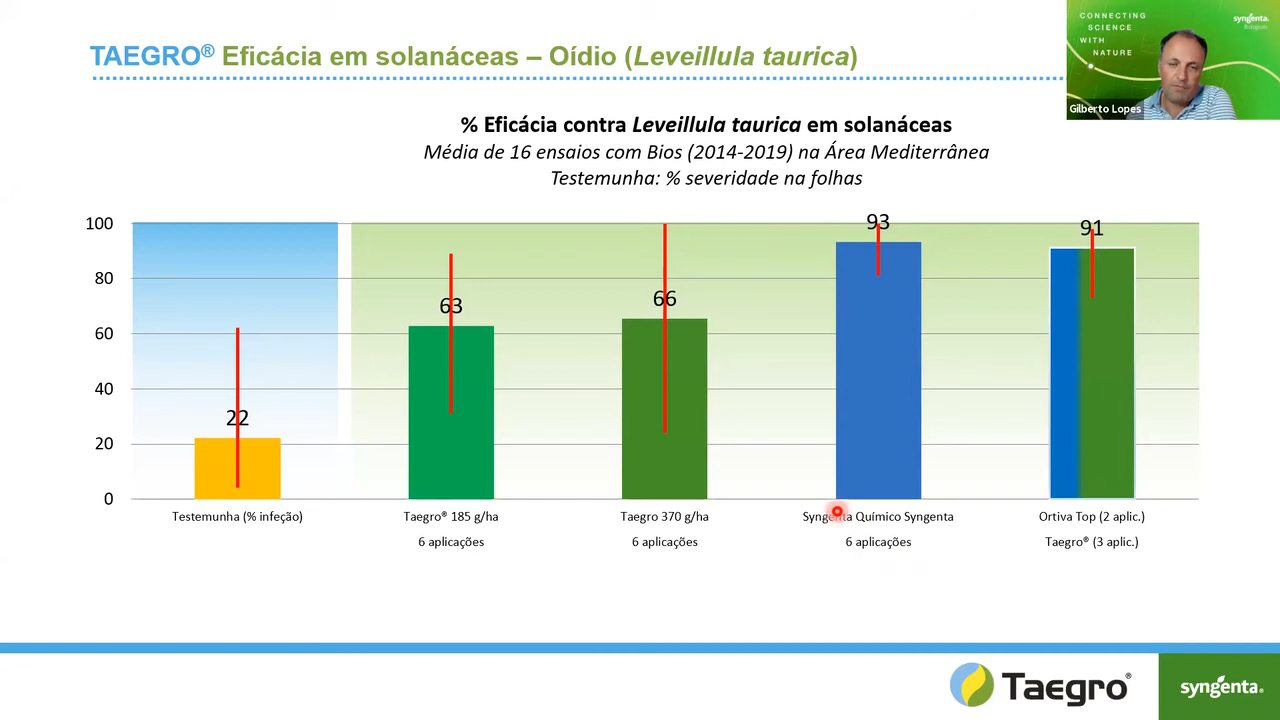 TAEGRO® Eficácia em solanáceas – Oídio (Leveillula taurica)
CONNECTING
SCIENCE
WITH
NATURE
syngenta.
Biologicals
Gilberto Lopes
% Eficácia contra Leveillula taurica em solanáceas
Média de 16 ensaios com Bios (2014-2019) na Área Mediterrânea
Testemunha: % severidade na folhas
100
80
60
40
20
0
22
63
66
93
91
Testemunha (% infeção)
Taegro® 185 g/ha
6 aplicações
Taegro 370 g/ha
6 aplicações
Syngenta Químico Syngenta
6 aplicações
Ortiva Top (2 aplic.)
Taegro® (3 aplic.)
Taegro®
syngenta®